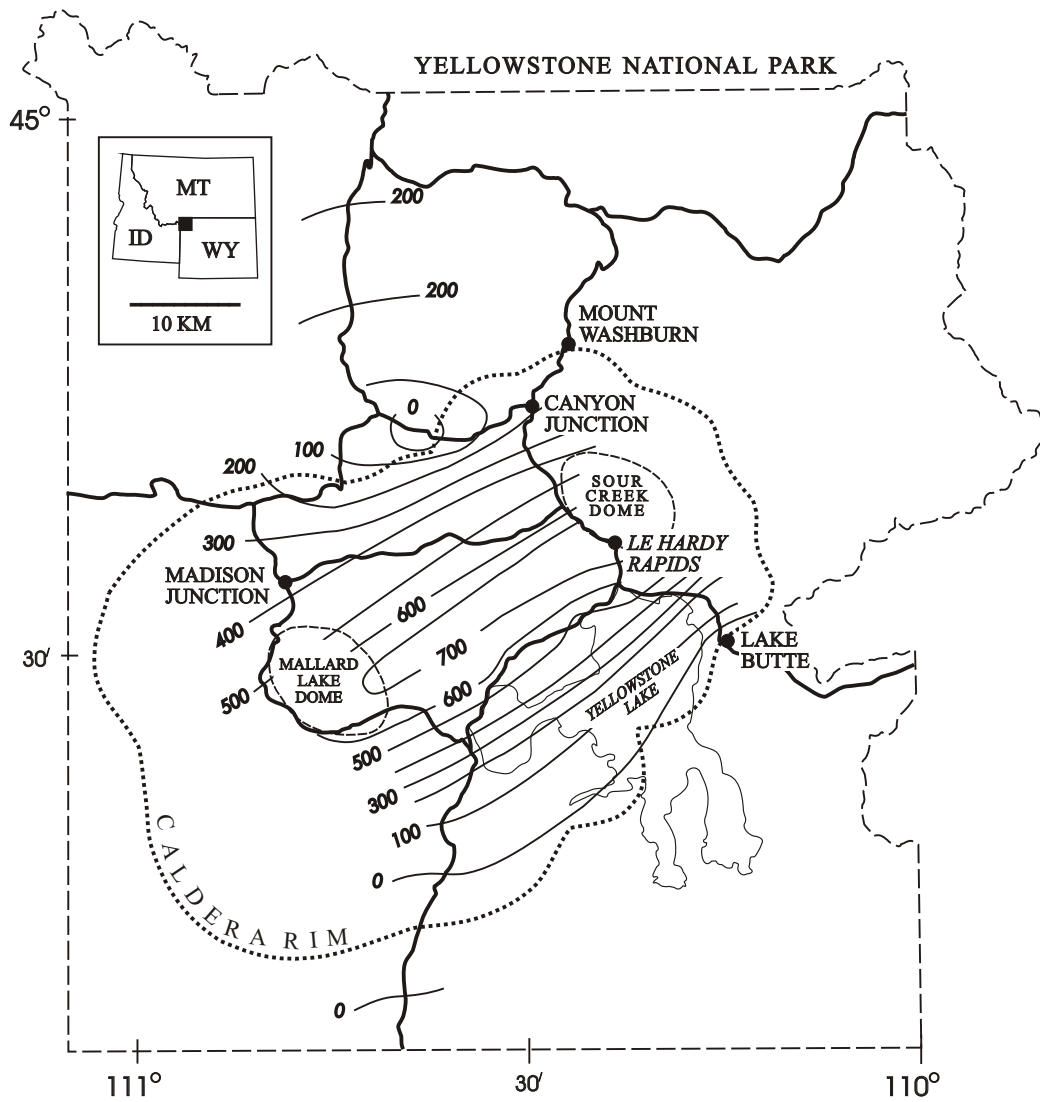 YELLOWSTONE NATIONAL PARK
45°
MT
ID
WY
10 KM
200
200
MOUNT
WASHBURN
0
CANYON
JUNCTION
100
200
SOUR
CREEK
DOME
300
LE HARDY
RAPIDS
MADISON
JUNCTION
600
400
LAKE
BUTTE
30′
700
MALLARD
LAKE
DOME
YELLOWSTONE
LAKE
500
600
500
300
100
CALDERA RIM
0
0
111°
30′
110°